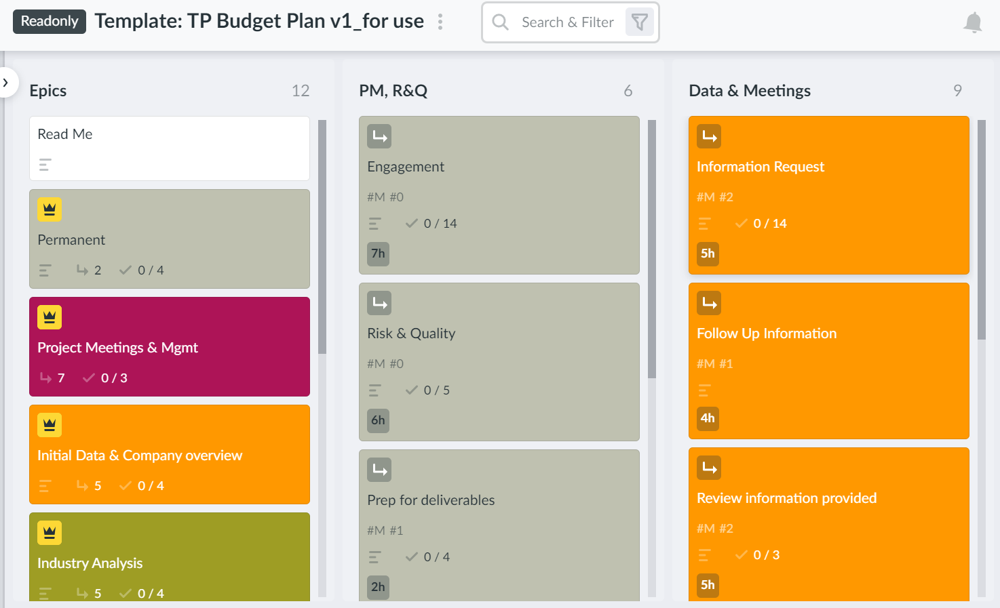 Readonly Template: TP Budget Plan v1_for use
Search & Filter
Epics 12
Read Me
Permanent
2 0 / 4
Project Meetings & Mgmt
7 0 / 3
Initial Data & Company overview
5 0 / 4
Industry Analysis
5 0 / 4
PM, R&Q 6
Engagement
#M #0
0 / 14
7h
Risk & Quality
#M #0
0 / 5
6h
Prep for deliverables
#M #1
0 / 4
2h
Data & Meetings 9
Information Request
#M #2
0 / 14
5h
Follow Up Information
#M #1
4h
Review information provided
#M #2
0 / 3
5h